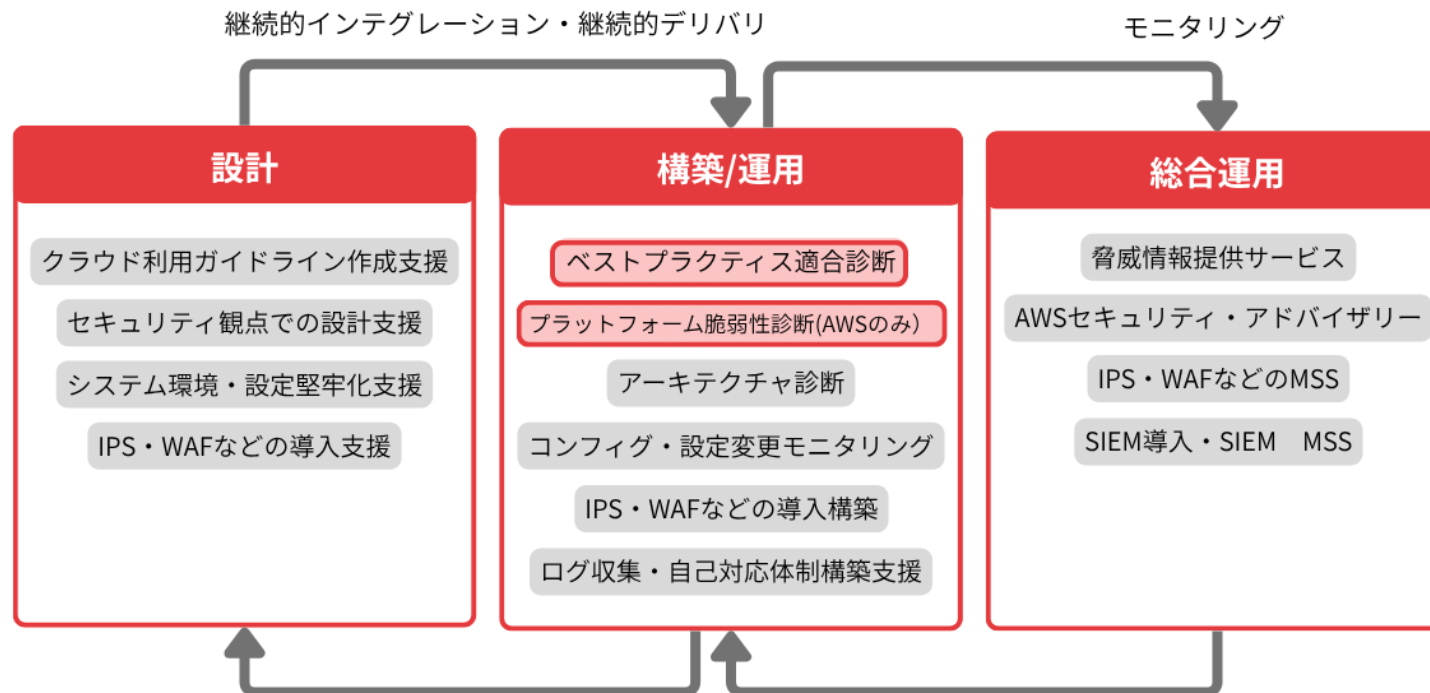 継続的インテグレーション・継続的デリバリ
モニタリング
設計
クラウド利用ガイドライン作成支援
セキュリティ観点での設計支援
システム環境・設定堅牢化支援
IPS・WAFなどの導入支援
構築/運用
ベストプラクティス適合診断
プラットフォーム脆弱性診断(AWSのみ）
アーキテクチャ診断
コンフィグ・設定変更モニタリング
IPS・WAFなどの導入構築
ログ収集・自己対応体制構築支援
総合運用
脅威情報提供サービス
AWSセキュリティ・アドバイザリー
IPS・WAFなどのMSS
SIEM導入・SIEM　MSS